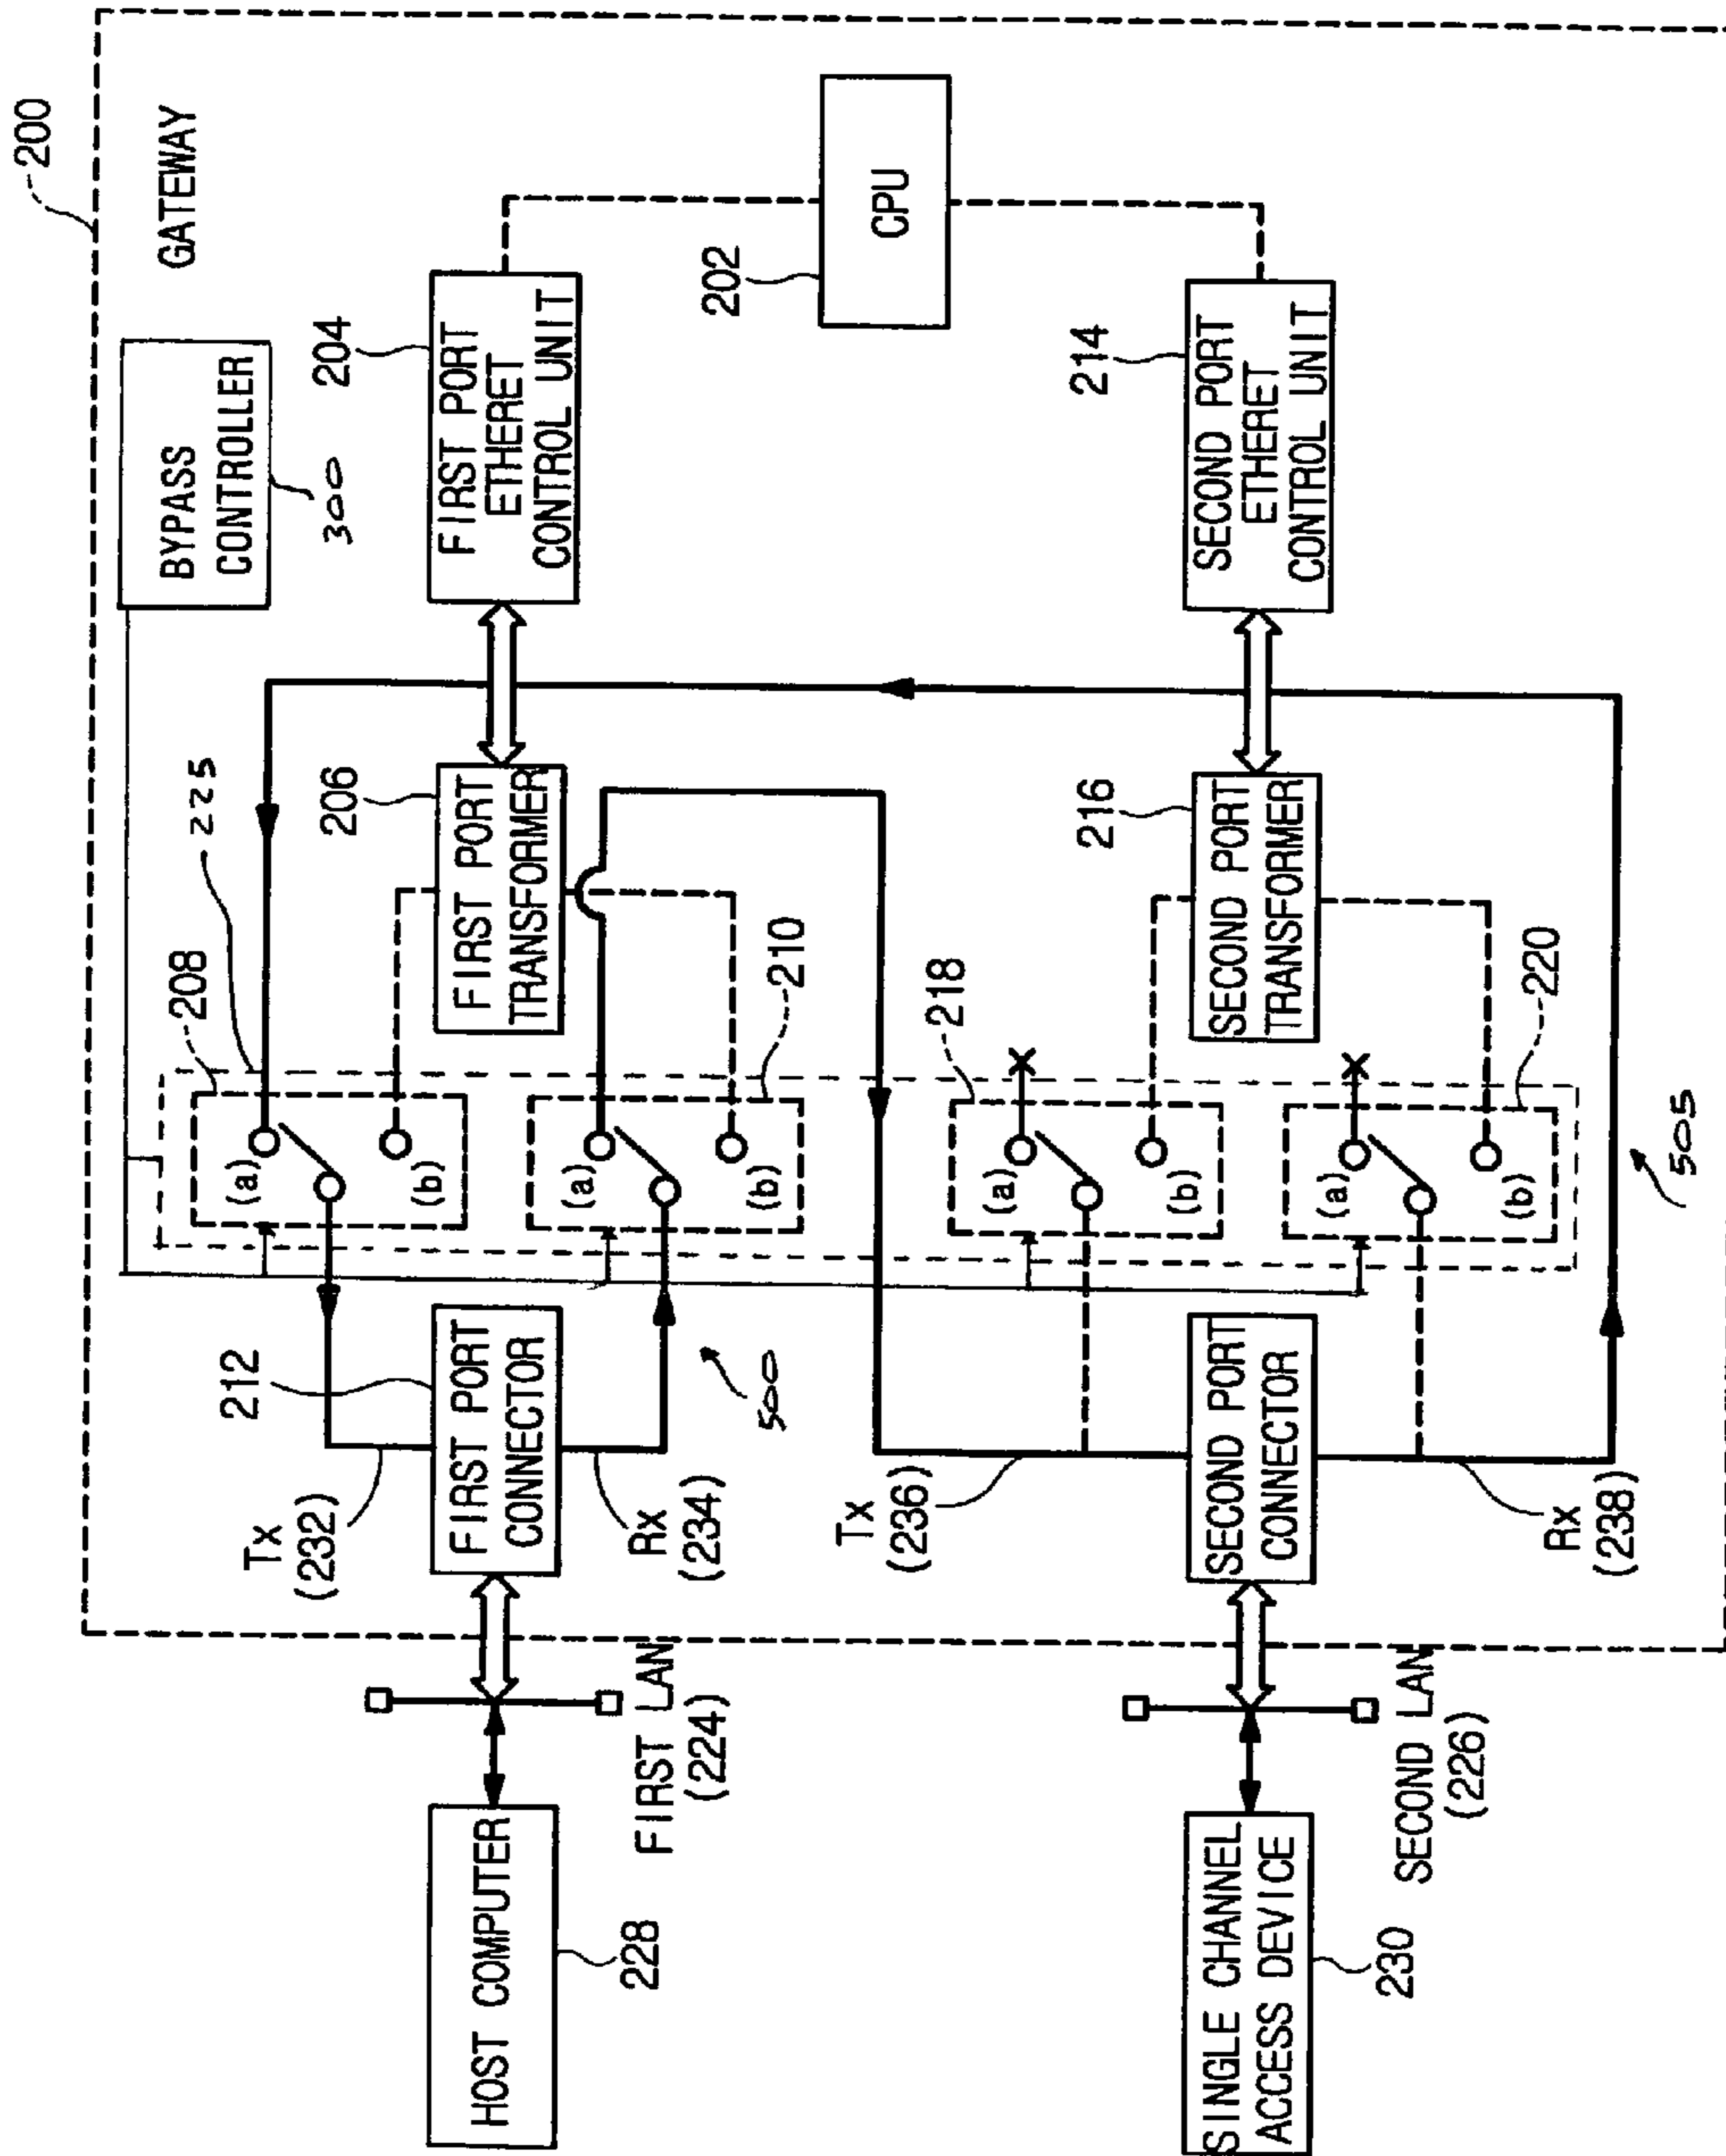 200
GATEWAY
BYPASS
CONTROLLER
300
225
208
(a)
(b)
206
FIRST PORT
TRANSFORMER
204
FIRST PORT
ETHERET
CONTROL UNIT
202
CPU
212
FIRST PORT
CONNECTOR
Tx
(232)
Rx
(234)
500
(a)
(b)
210
HOST COMPUTER
228
FIRST LAN
(224)
Tx
(236)
218
(a)
(b)
216
SECOND PORT
TRANSFORMER
214
SECOND PORT
ETHERET
CONTROL UNIT
SECOND PORT
CONNECTOR
Rx
(238)
(a)
(b)
220
505
SINGLE CHANNEL
ACCESS DEVICE
230
SECOND LAN
(226)